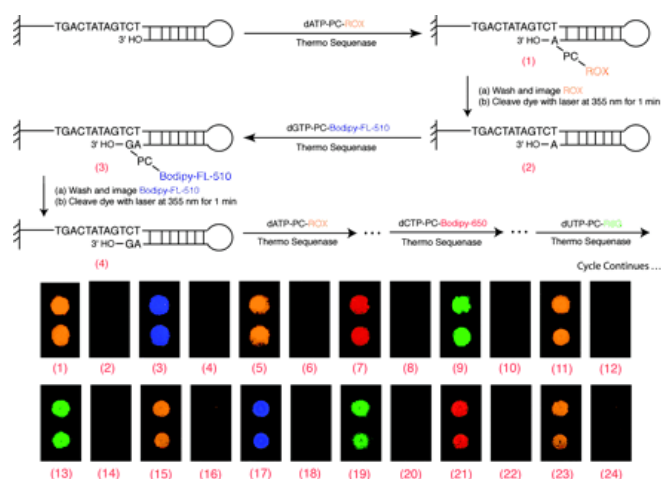 dATP-PC-ROX
TGACTATAGTCT
3' HO
Thermo Sequenase
TGACTATAGTCT
3' HO—A
PC
ROX
(1)
(a) Wash and image ROX
(b) Cleave dye with laser at 355 nm for 1 min
dGTP-PC-Bodipy-FL-510
TGACTATAGTCT
3' HO—GA
Thermo Sequenase
TGACTATAGTCT
3' HO—A
(3)
PC
Bodipy-FL-510
(2)
(a) Wash and image Bodipy-FL-510
(b) Cleave dye with laser at 355 nm for 1 min
TGACTATAGTCT
3' HO—GA
(4)
dATP-PC-ROX
Thermo Sequenase
...
dCTP-PC-Bodipy-650
Thermo Sequenase
...
dUTP-PC-R6G
Thermo Sequenase
Cycle Continues ...
(1) (2) (3) (4) (5) (6) (7) (8) (9) (10) (11) (12)
(13) (14) (15) (16) (17) (18) (19) (20) (21) (22) (23) (24)